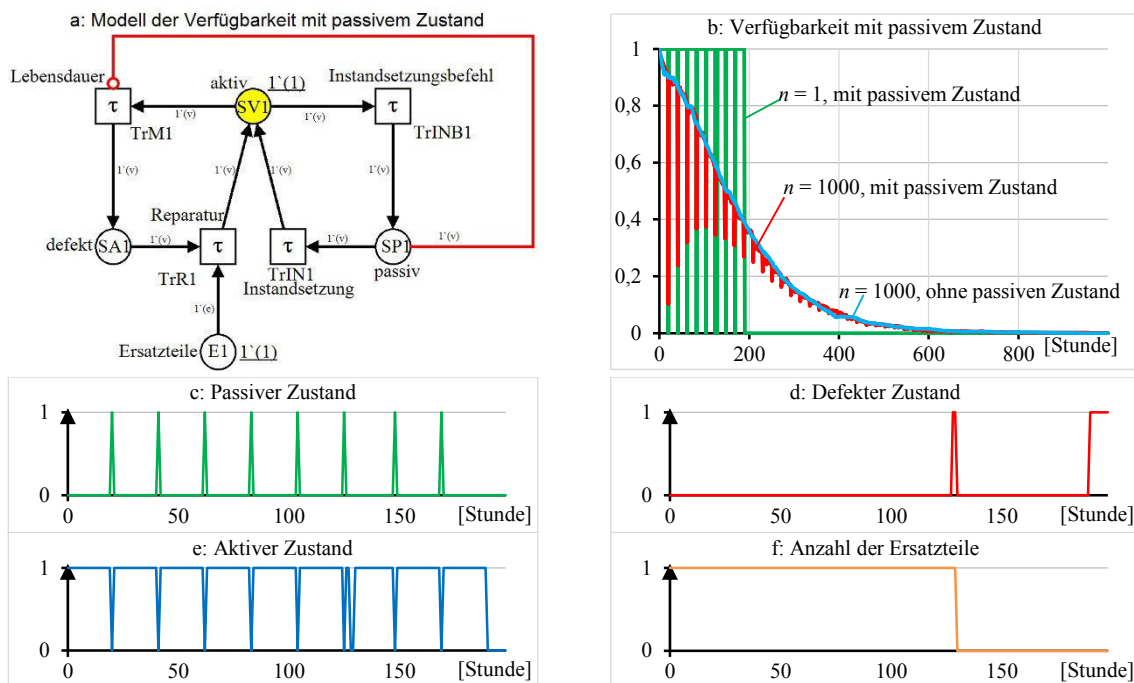 a: Modell der Verfügbarkeit mit passivem Zustand
Lebensdauer
aktiv
1`(1)
Instandsetzungsbefehl
τ
SV1
τ
1`(v)
1`(v)
TrM1
TrINB1
1`(v)
1`(v)
1`(v)
1`(v)
Reparatur
defekt
SA1
1`(v)
τ
τ
1`(v)
SP1
1`(v)
TrR1
TrIN1
passiv
Instandsetzung
1`(e)
Ersatzteile
E1
1`(1)
b: Verfügbarkeit mit passivem Zustand
1
0,8
0,6
0,4
0,2
0
n = 1, mit passivem Zustand
n = 1000, mit passivem Zustand
n = 1000, ohne passiven Zustand
0 200 400 600 800 [Stunde]
c: Passiver Zustand
1
0
0 50 100 150 [Stunde]
d: Defekter Zustand
1
0
0 50 100 150 [Stunde]
e: Aktiver Zustand
1
0
0 50 100 150 [Stunde]
f: Anzahl der Ersatzteile
1
0
0 50 100 150 [Stunde]